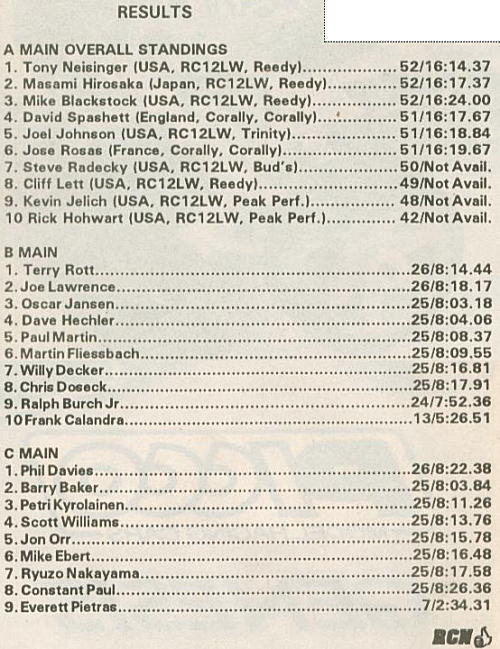 RESULTS
A MAIN OVERALL STANDINGS
1. Tony Neisinger (USA, RC12LW, Reedy)..................52/16:14.37
2. Masami Hirosaka (Japan, RC12LW, Reedy)..............52/16:17.37
3. Mike Blackstock (USA, RC12LW, Reedy)................52/16:24.00
4. David Spashett (England, Corally, Corally)................51/16:17.67
5. Joel Johnson (USA, RC12LW, Trinity)....................51/16:18.84
6. Jose Rosas (France, Corally, Corally).....................51/16:19.67
7. Steve Radecky (USA, RC12LW, Bud's)..................50/Not Avail.
8. Cliff Lett (USA, RC12LW, Reedy)..........................49/Not Avail.
9. Kevin Jelich (USA, RC12LW, Peak Perf.)..............48/Not Avail.
10 Rick Hohwart (USA, RC12LW, Peak Perf.)..............42/Not Avail.
B MAIN
1. Terry Rott................................................26/8:14.44
2. Joe Lawrence............................................26/8:18.17
3. Oscar Jansen............................................25/8:03.18
4. Dave Hechler............................................25/8:04.06
5. Paul Martin..............................................25/8:08.37
6. Martin Fliessbach.......................................25/8:09.55
7. Willy Decker.............................................25/8:16.81
8. Chris Doseck.............................................25/8:17.91
9. Ralph Burch Jr...........................................24/7:52.36
10 Frank Calandra..........................................13/5:26.51
C MAIN
1. Phil Davies...............................................26/8:22.38
2. Barry Baker..............................................25/8:03.84
3. Petri Kyrolainen.........................................25/8:11.26
4. Scott Williams...........................................25/8:13.76
5. Jon Orr...................................................25/8:15.78
6. Mike Ebert...............................................25/8:16.48
7. Ryuzo Nakayama........................................25/8:17.58
8. Constant Paul............................................25/8:26.36
9. Everett Pietras...........................................7/2:34.31
RCN